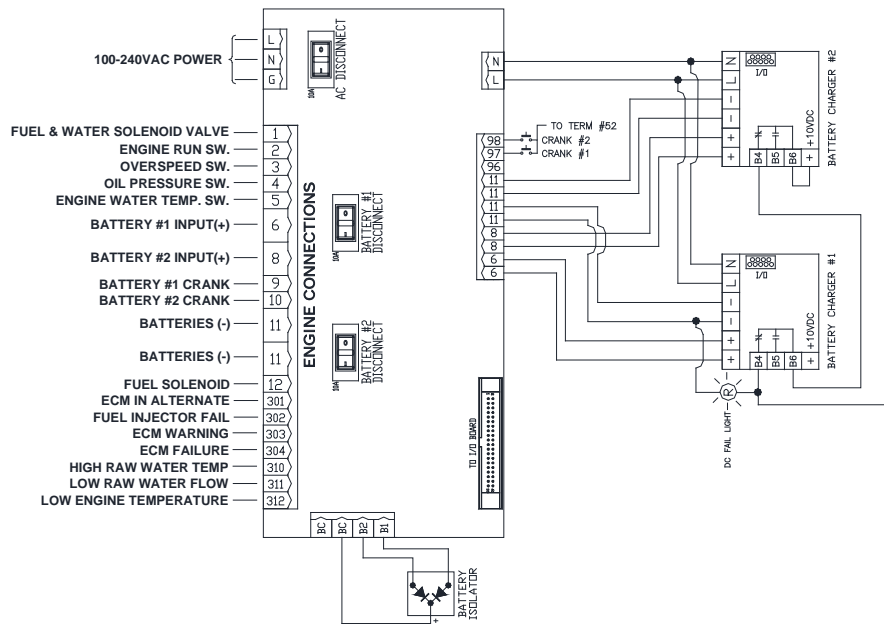 100-240VAC POWER
L
N
G
10A
AC DISCONNECT
FUEL & WATER SOLENOID VALVE
1
ENGINE RUN SW.
2
OVERSPEED SW.
3
OIL PRESSURE SW.
4
ENGINE WATER TEMP. SW.
5
BATTERY #1 INPUT(+)
6
BATTERY #2 INPUT(+)
8
BATTERY #1 CRANK
9
BATTERY #2 CRANK
10
BATTERIES (-)
11
BATTERIES (-)
11
FUEL SOLENOID
12
ECM IN ALTERNATE
301
FUEL INJECTOR FAIL
302
ECM WARNING
303
ECM FAILURE
304
HIGH RAW WATER TEMP
310
LOW RAW WATER FLOW
311
LOW ENGINE TEMPERATURE
312
ENGINE CONNECTIONS
10A
BATTERY #1
DISCONNECT
10A
BATTERY #2
DISCONNECT
N
L
98
97
96
11
11
11
11
8
8
6
6
TO TERM #52
CRANK #2
CRANK #1
TO I/O BOARD
BC
BC
B2
B1
BATTERY
ISOLATOR
+
N
L
-
-
+
+
I/O
B4
B5
B6
+
+10VDC
BATTERY CHARGER #2
N
L
-
-
+
+
I/O
B4
B5
B6
+
+10VDC
BATTERY CHARGER #1
R
DC FAIL LIGHT